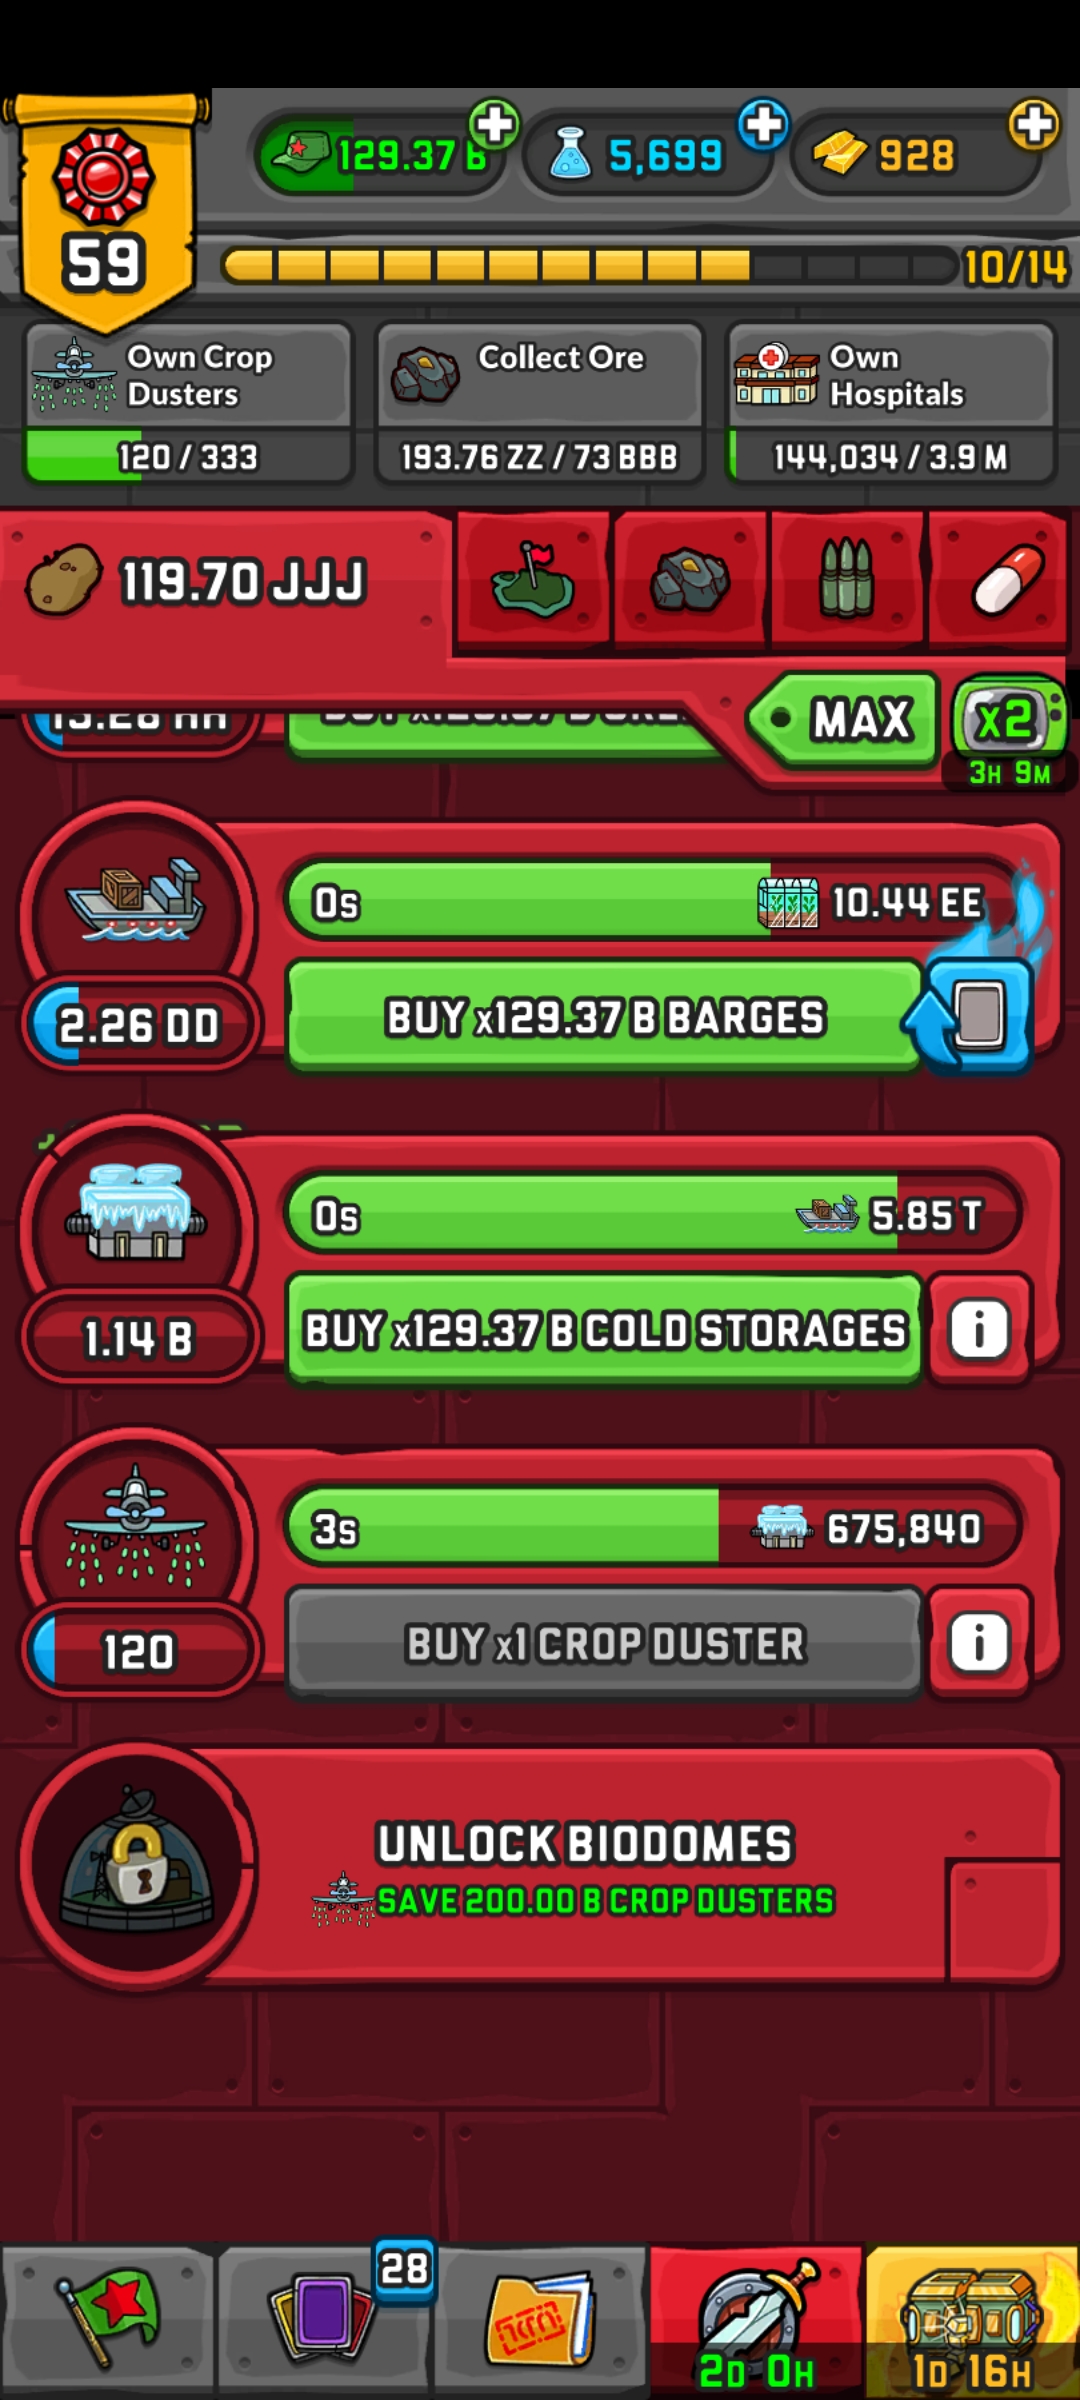 129.37 B
5,699
928
59
10/14
Own Crop
Dusters
120 / 333
Collect Ore
193.76 ZZ / 73 BBB
Own
Hospitals
144,034 / 3.9 M
119.70 JJJ
MAX
x2
3H 9M
0s
10.44 EE
2.26 DD
BUY x129.37 B BARGES
0s
5.85 T
1.14 B
BUY x129.37 B COLD STORAGES
i
3s
675,840
120
BUY x1 CROP DUSTER
i
UNLOCK BIODOMES
SAVE 200.00 B CROP DUSTERS
28
2D 0H
1D 16H